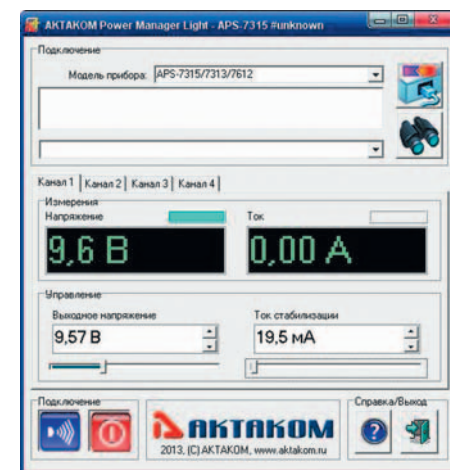 AKTAKOM Power Manager Light - APS-7315 #unknown
Подключение
Модель прибора: APS-7315/7313/7612
Канал 1 Канал 2 Канал 3 Канал 4
Измерения
Напряжение Ток
9,6 В 0,00 А
Управление
Выходное напряжение Ток стабилизации
9,57 В 19,5 мА
Подключение Справка/Выход
АКТАКОМ
2013, (C) АКТАКОМ, www.aktakom.ru